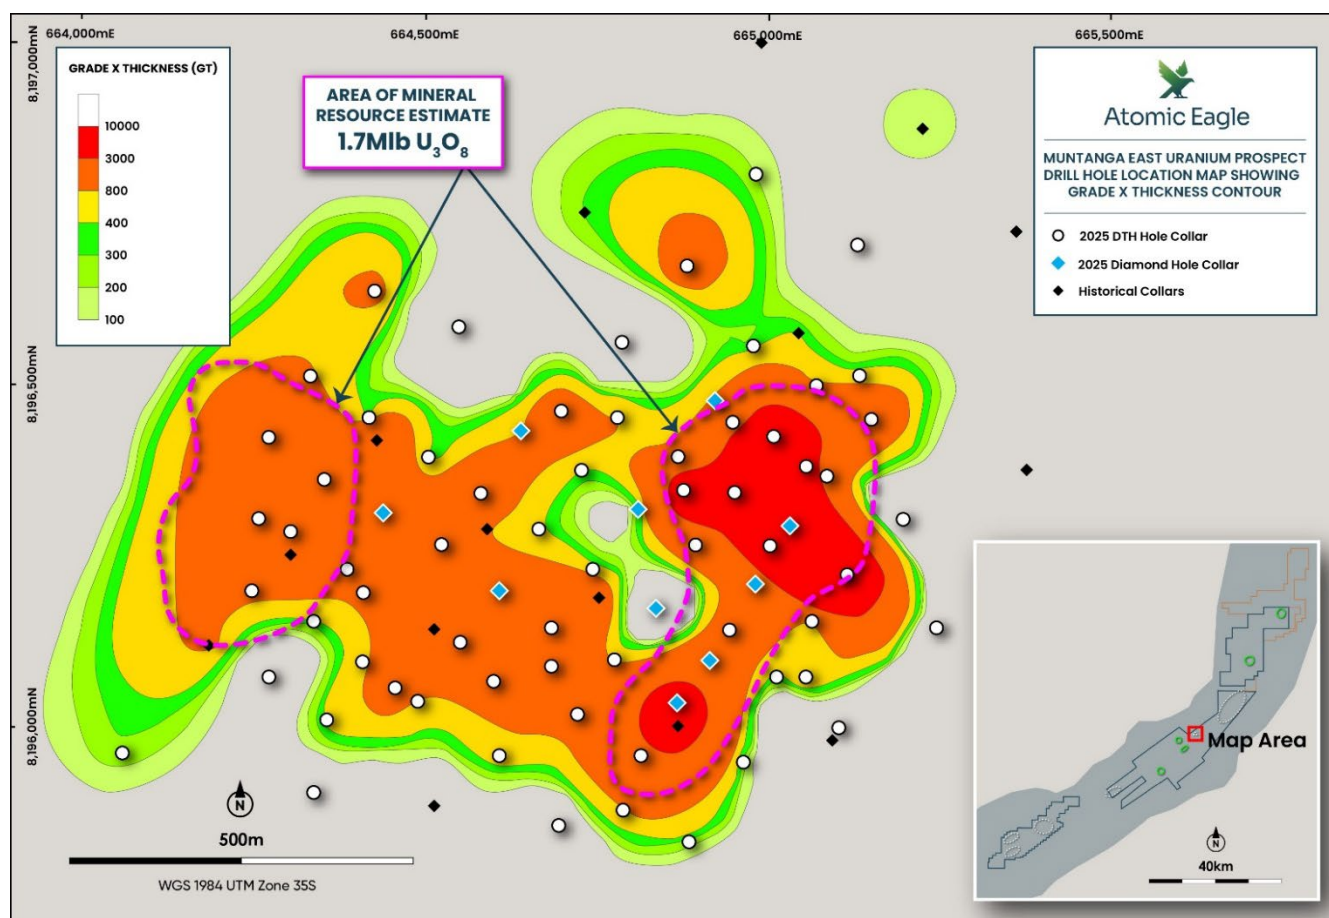 664,000mE
664,500mE
665,000mE
665,500mE
8,197,000mN
8,196,500mN
8,196,000mN
GRADE X THICKNESS (GT)
10000
3000
800
400
300
200
100
AREA OF MINERAL
RESOURCE ESTIMATE
1.7Mlb U₃O₈
Atomic Eagle
MUNTANGA EAST URANIUM PROSPECT
DRILL HOLE LOCATION MAP SHOWING
GRADE X THICKNESS CONTOUR
2025 DTH Hole Collar
2025 Diamond Hole Collar
Historical Collars
N
500m
WGS 1984 UTM Zone 35S
Map Area
N
40km